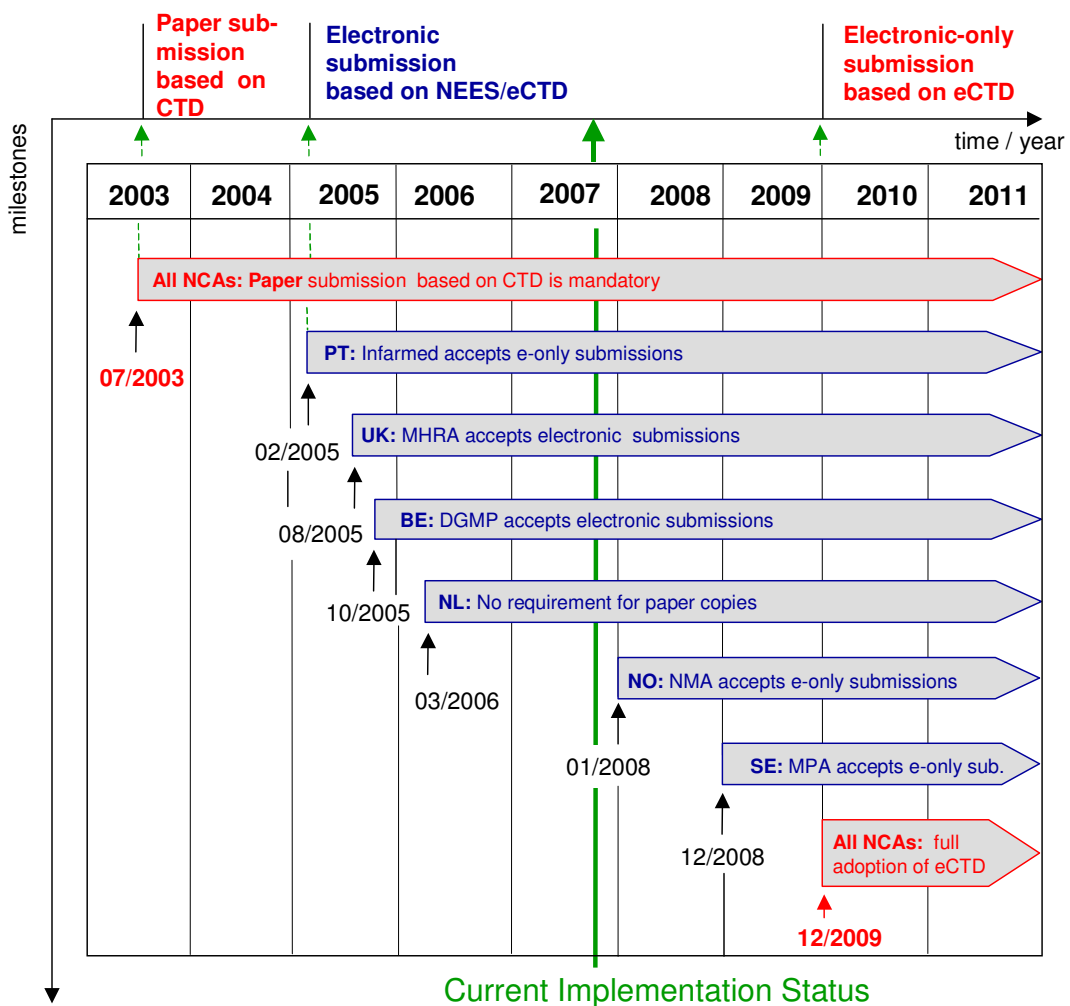 Paper sub-
mission
based on
CTD
Electronic
submission
based on NEES/eCTD
Electronic-only
submission
based on eCTD
time / year
milestones
2003 2004 2005 2006 2007 2008 2009 2010 2011
All NCAs: Paper submission based on CTD is mandatory
07/2003
PT: Infarmed accepts e-only submissions
02/2005
UK: MHRA accepts electronic submissions
08/2005
BE: DGMP accepts electronic submissions
10/2005
NL: No requirement for paper copies
03/2006
NO: NMA accepts e-only submissions
01/2008
SE: MPA accepts e-only sub.
12/2008
All NCAs: full
adoption of eCTD
12/2009
Current Implementation Status